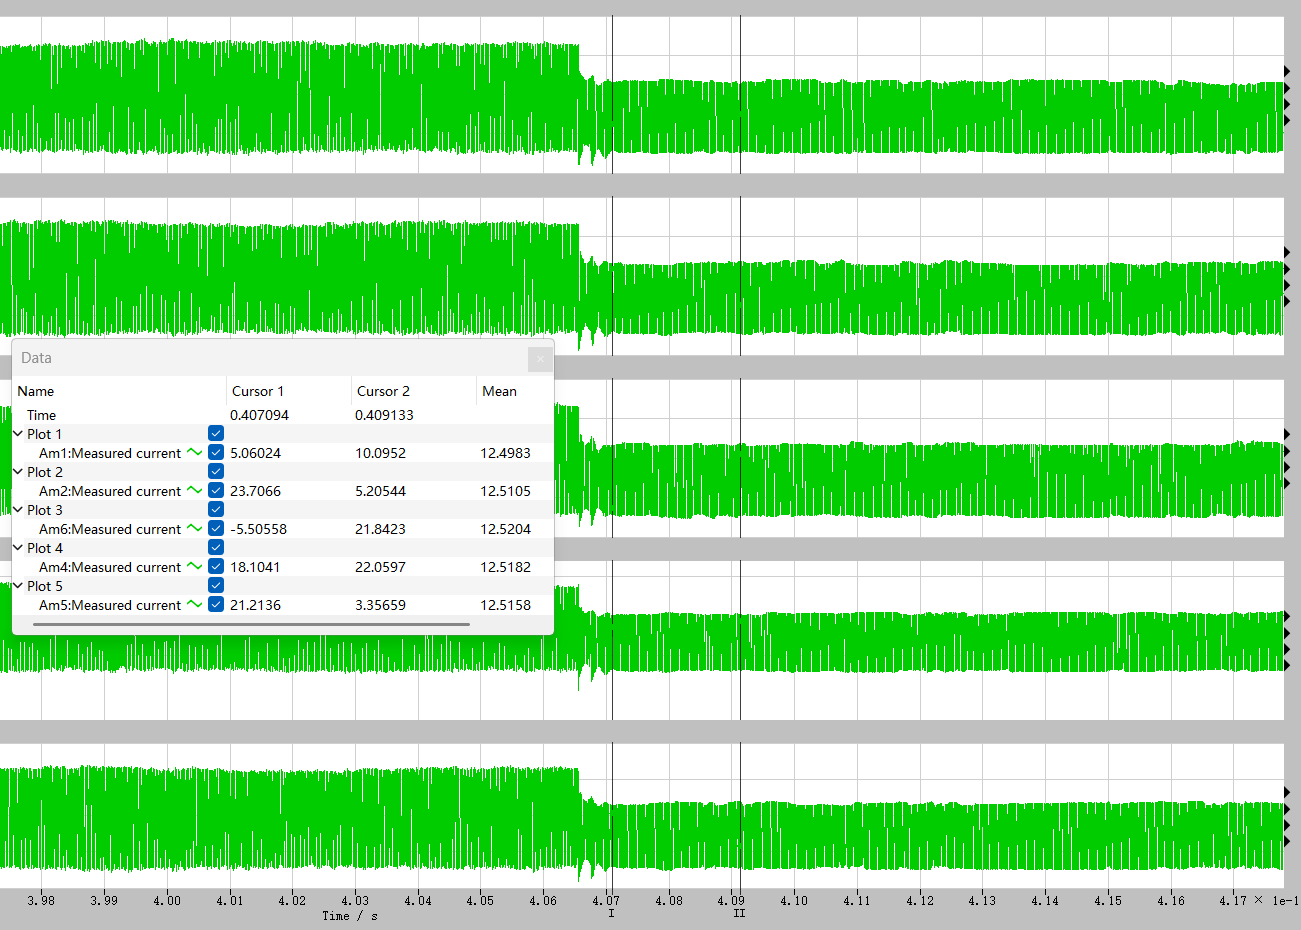 Data
Name Cursor 1 Cursor 2 Mean
Time 0.407094 0.409133
Plot 1
Am1:Measured current 5.06024 10.0952 12.4983
Plot 2
Am2:Measured current 23.7066 5.20544 12.5105
Plot 3
Am6:Measured current -5.50558 21.8423 12.5204
Plot 4
Am4:Measured current 18.1041 22.0597 12.5182
Plot 5
Am5:Measured current 21.2136 3.35659 12.5158
3.98 3.99 4.00 4.01 4.02 4.03 4.04 4.05 4.06 4.07 4.08 4.09 4.10 4.11 4.12 4.13 4.14 4.15 4.16 4.17 × 1e-1
Time / s I II